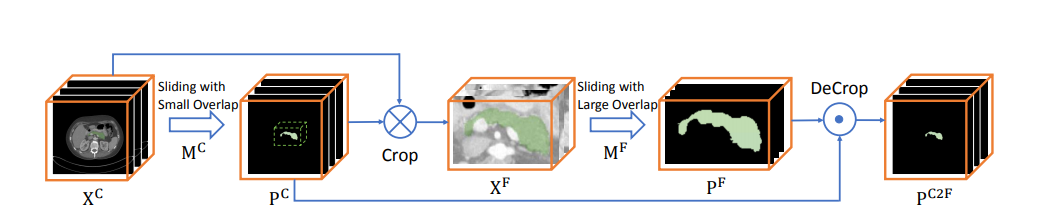 Sliding with
Small Overlap
M^C
X^C
P^C
Crop
X^F
Sliding with
Large Overlap
M^F
P^F
DeCrop
P^C2F